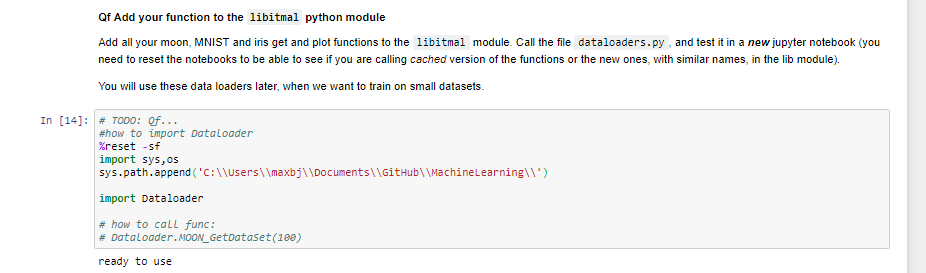 Qf Add your function to the libitmal python module
Add all your moon, MNIST and iris get and plot functions to the libitmal module. Call the file dataloaders.py , and test it in a new jupyter notebook (you
need to reset the notebooks to be able to see if you are calling cached version of the functions or the new ones, with similar names, in the lib module).
You will use these data loaders later, when we want to train on small datasets.
In [14]: # TODO: Qf...
#how to import DataLoader
%reset -sf
import sys,os
sys.path.append('C:\\Users\\maxbj\\Documents\\GitHub\\MachineLearning\\')
import Dataloader
# how to call func:
# DataLoader.MOON_GetDataSet(100)
ready to use